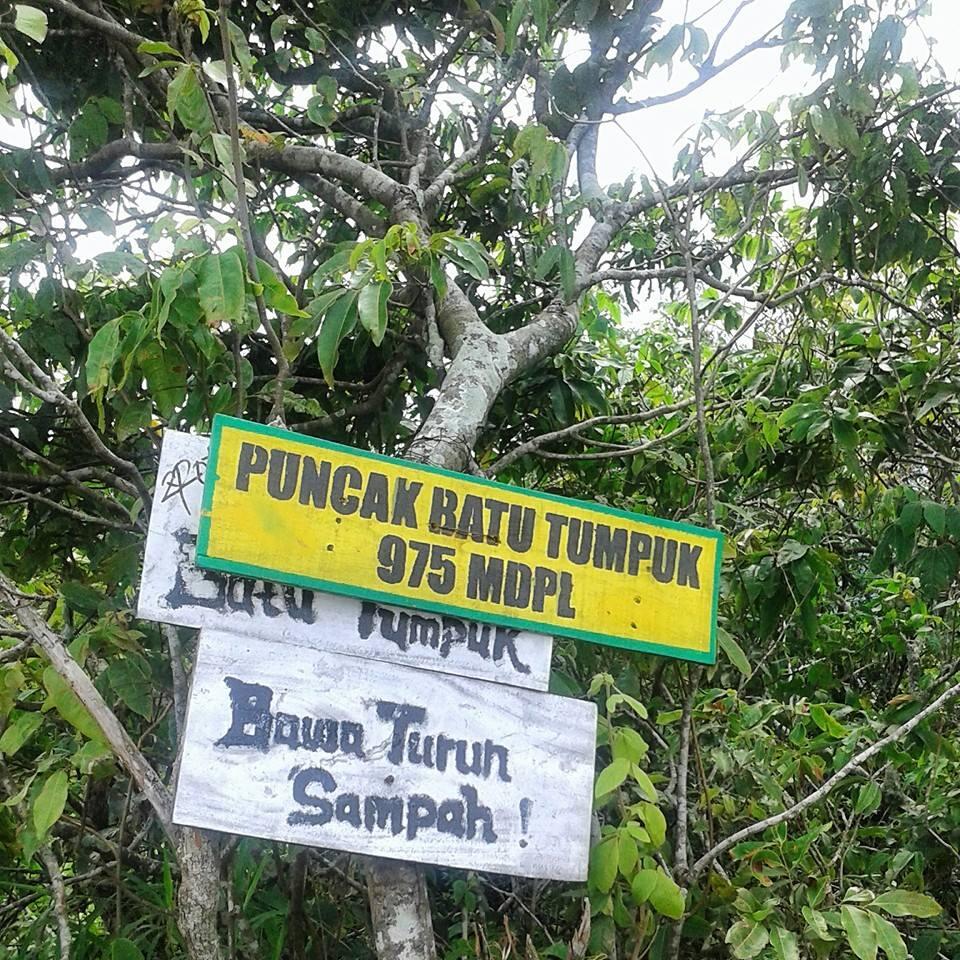 PUNCAK BATU TUMPUK
975 MDPL
Batu Tumpuk
Bawa Turun
Sampah !